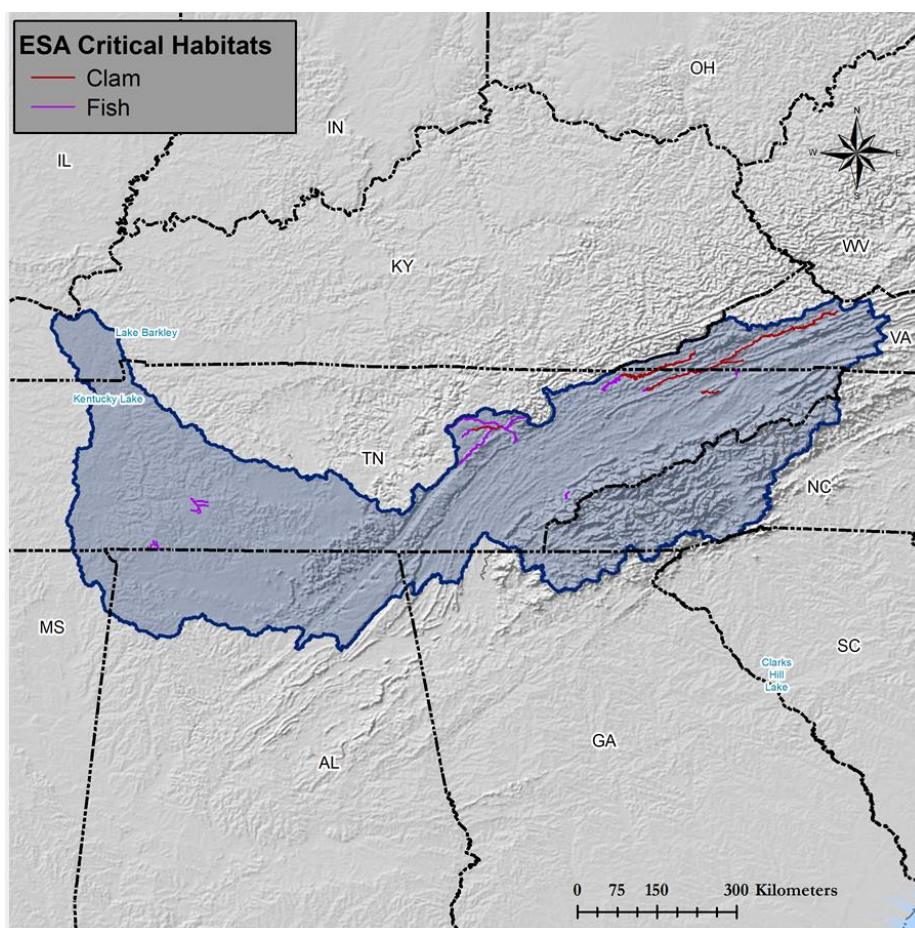 ESA Critical Habitats
Clam
Fish
OH
N
IN
IL
W
E
S
WV
KY
Lake Barkley
VA
Kentucky Lake
TN
NC
MS
SC
Clarks
Hill
Lake
GA
AL
0 75 150 300 Kilometers